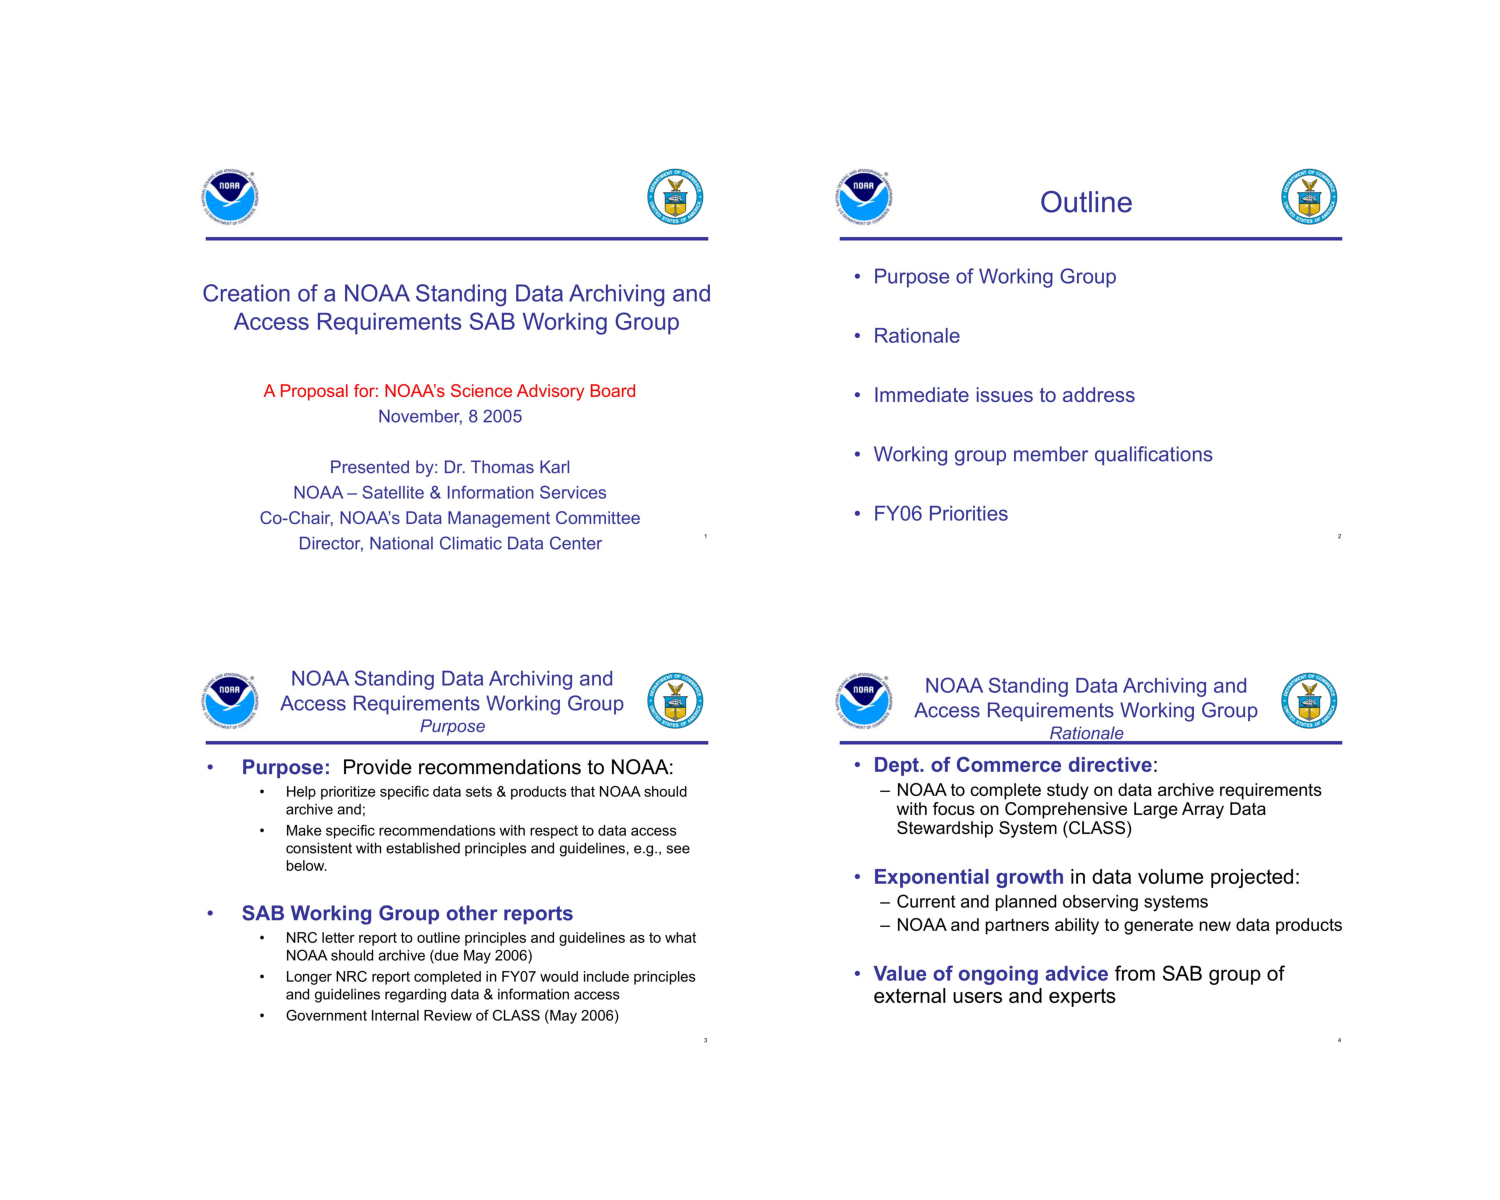 NOAA
Creation of a NOAA Standing Data Archiving and
Access Requirements SAB Working Group
A Proposal for: NOAA's Science Advisory Board
November, 8 2005
Presented by: Dr. Thomas Karl
NOAA – Satellite & Information Services
Co-Chair, NOAA's Data Management Committee
Director, National Climatic Data Center
1
NOAA
Outline
• Purpose of Working Group
• Rationale
• Immediate issues to address
• Working group member qualifications
• FY06 Priorities
2
NOAA
NOAA Standing Data Archiving and
Access Requirements Working Group
Purpose
• Purpose: Provide recommendations to NOAA:
• Help prioritize specific data sets & products that NOAA should
archive and;
• Make specific recommendations with respect to data access
consistent with established principles and guidelines, e.g., see
below.
• SAB Working Group other reports
• NRC letter report to outline principles and guidelines as to what
NOAA should archive (due May 2006)
• Longer NRC report completed in FY07 would include principles
and guidelines regarding data & information access
• Government Internal Review of CLASS (May 2006)
3
NOAA
NOAA Standing Data Archiving and
Access Requirements Working Group
Rationale
• Dept. of Commerce directive:
– NOAA to complete study on data archive requirements
with focus on Comprehensive Large Array Data
Stewardship System (CLASS)
• Exponential growth in data volume projected:
– Current and planned observing systems
– NOAA and partners ability to generate new data products
• Value of ongoing advice from SAB group of
external users and experts
4